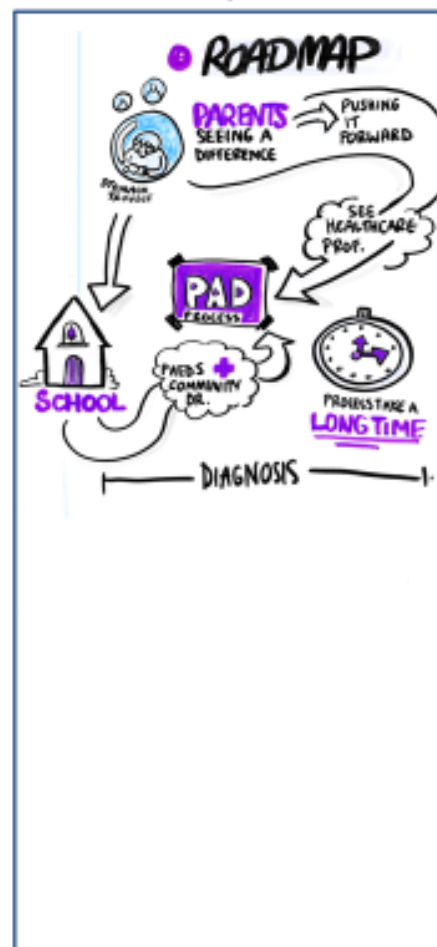 ROADMAP
PARENTS
SEEING A
DIFFERENCE
PUSHING
IT
FORWARD
SEE
HEALTHCARE
PROF.
PAD
PROCESS
SCHOOL
PAEDS
COMMUNITY
DR.
PROCESS TAKE A
LONG TIME
DIAGNOSIS